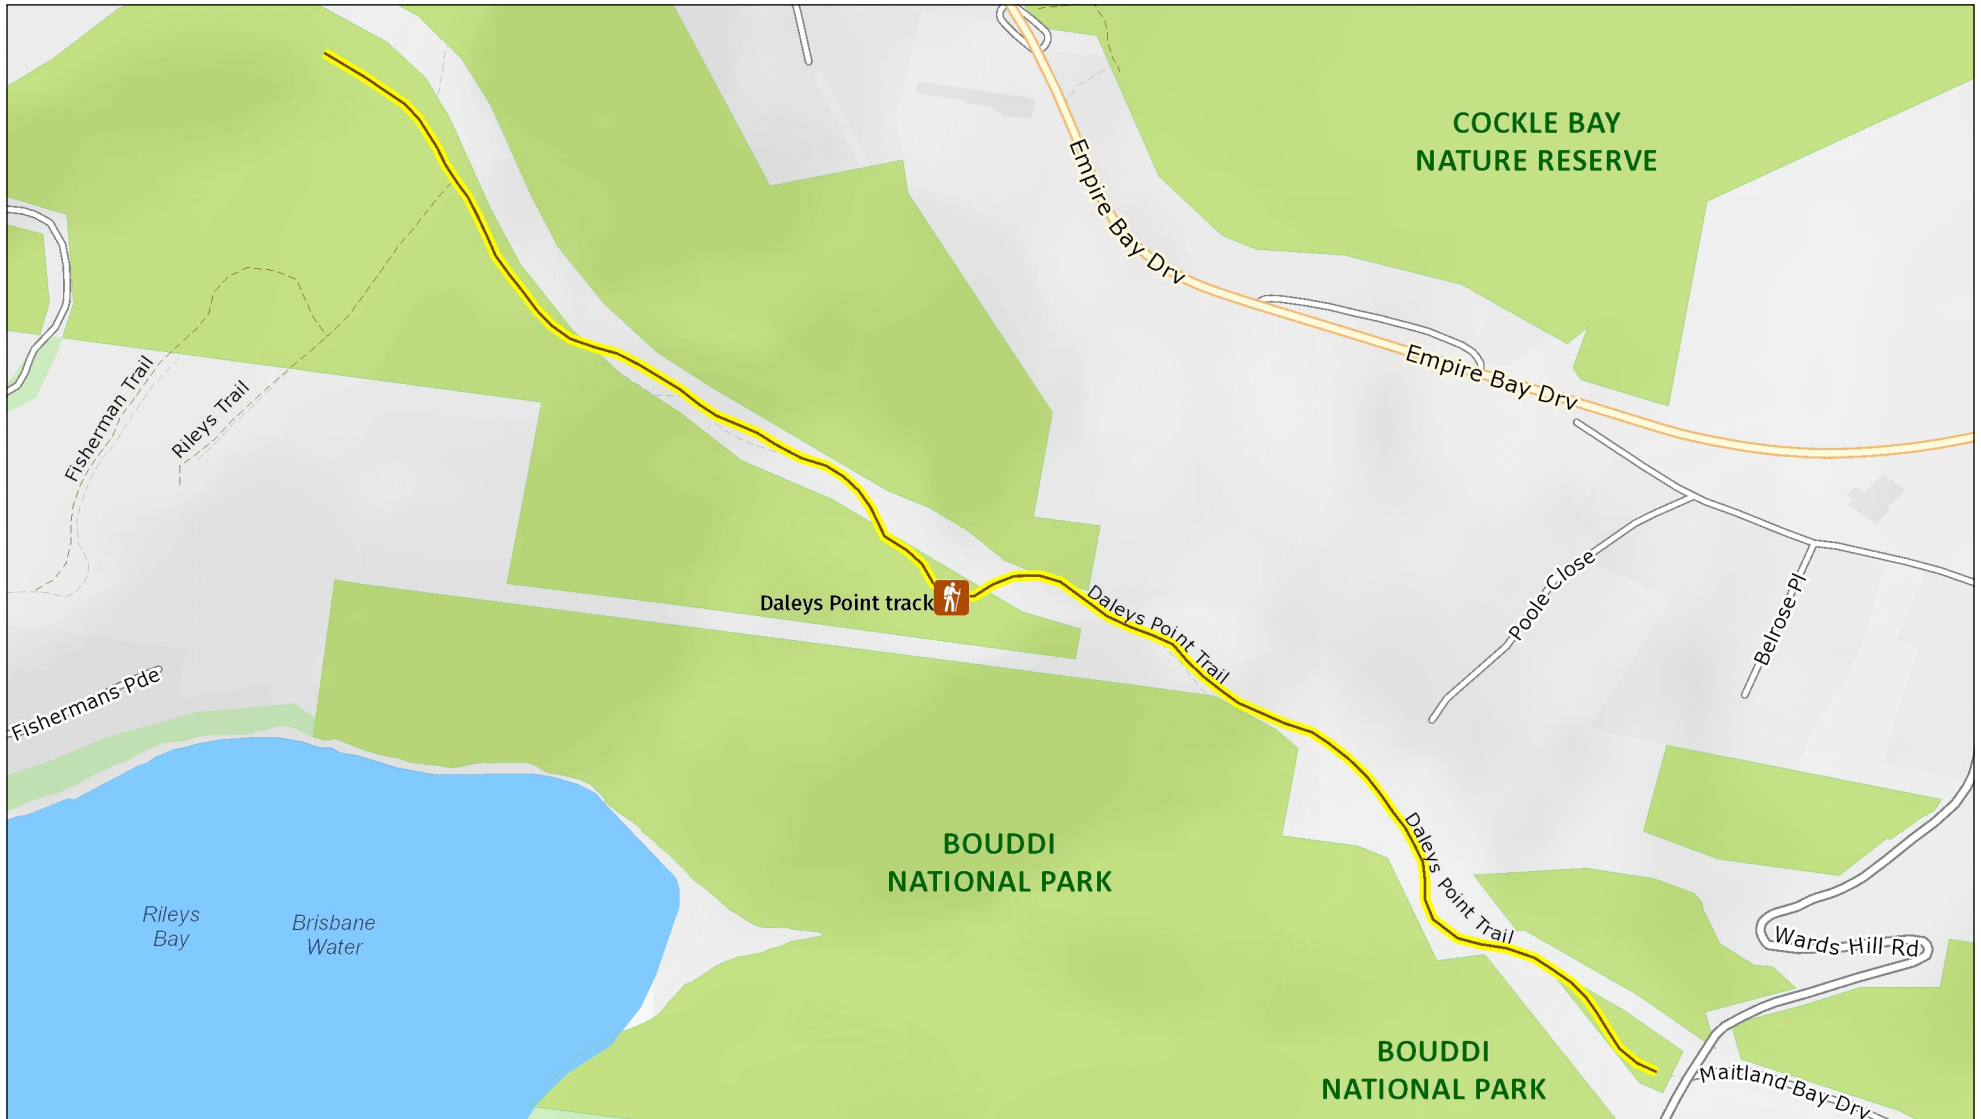 COCKLE BAY
NATURE RESERVE
Empire Bay Drv
Empire Bay Drv
Fisherman Trail
Rileys Trail
Daleys Point track
Daleys Point Trail
Poole Close
Belrose Pl
Fishermans Pde
BOUDDI
NATIONAL PARK
Daleys Point Trail
Rileys
Bay
Brisbane
Water
Wards Hill Rd
BOUDDI
NATIONAL PARK
Maitland Bay Drv